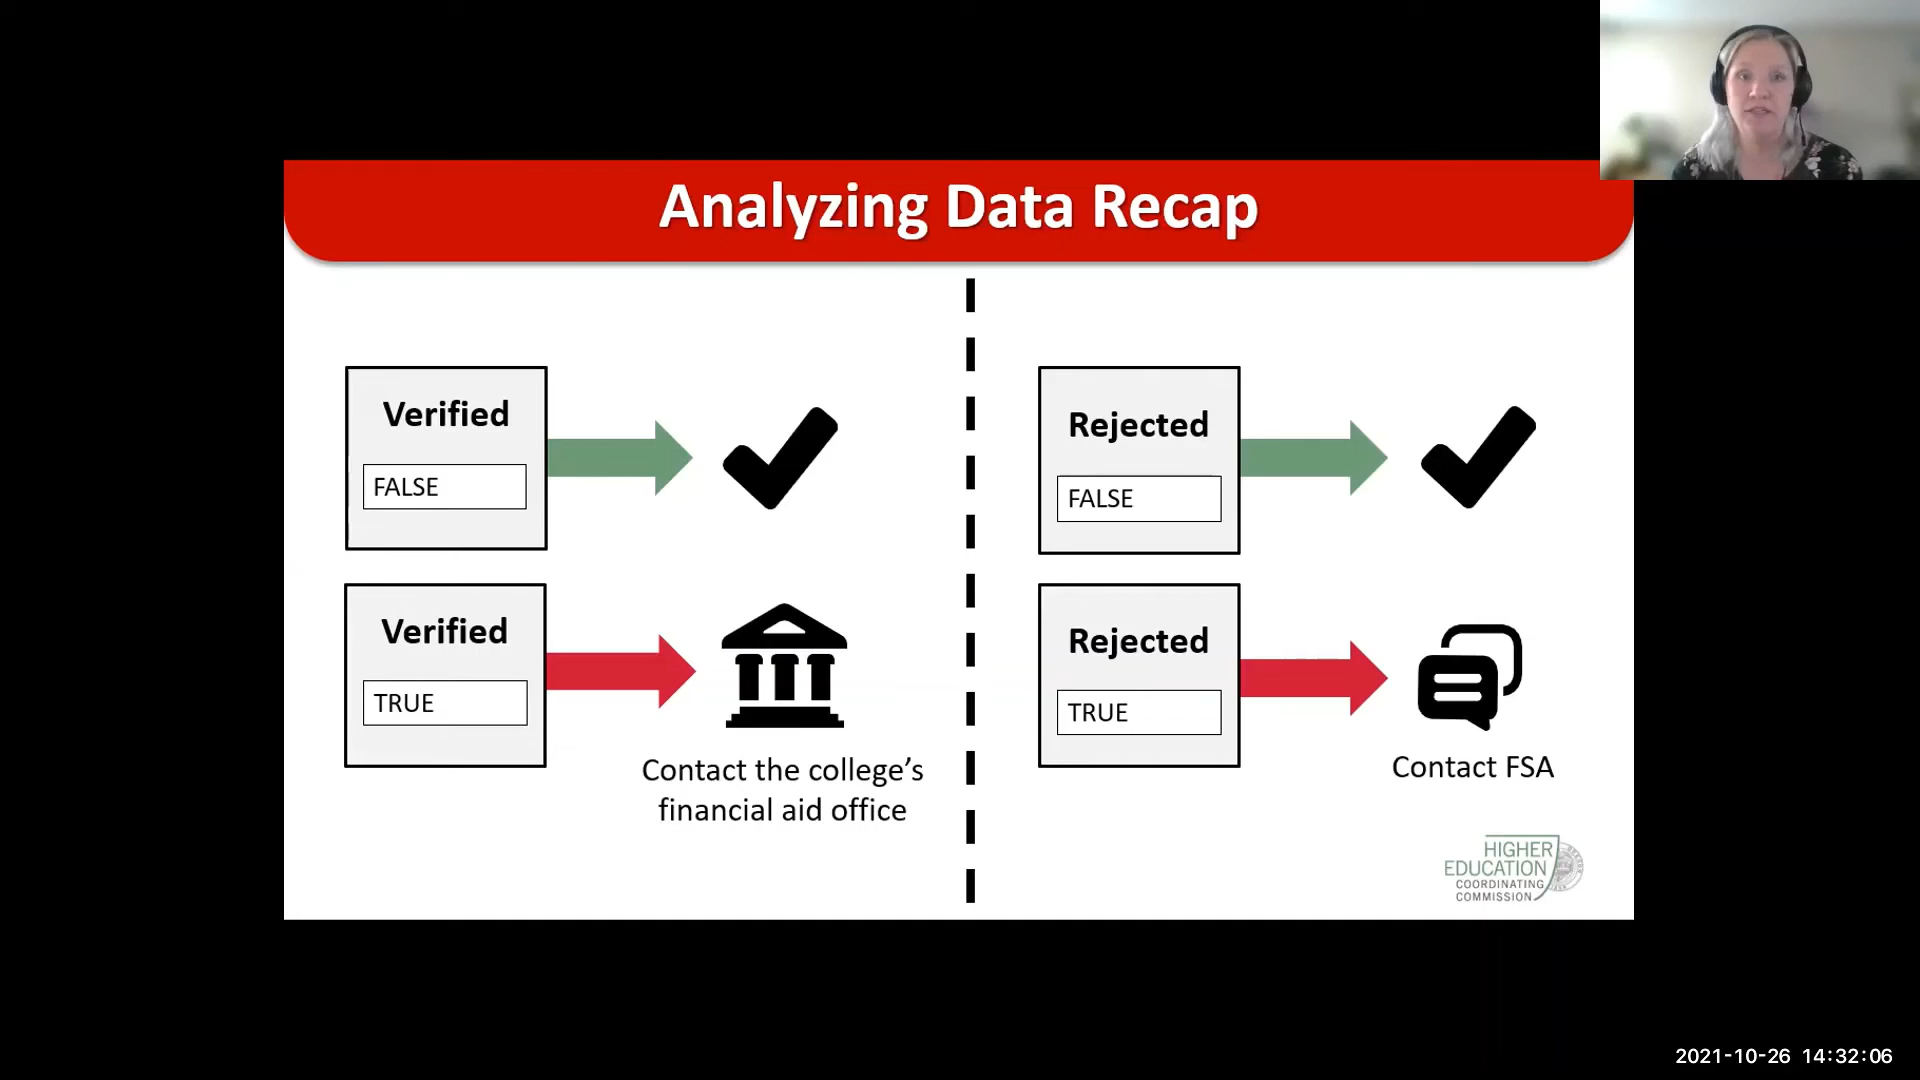 Analyzing Data Recap
Verified
FALSE
Verified
TRUE
Contact the college's
financial aid office
Rejected
FALSE
Rejected
TRUE
Contact FSA
HIGHER
EDUCATION
COORDINATING
COMMISSION
2021-10-26 14:32:06